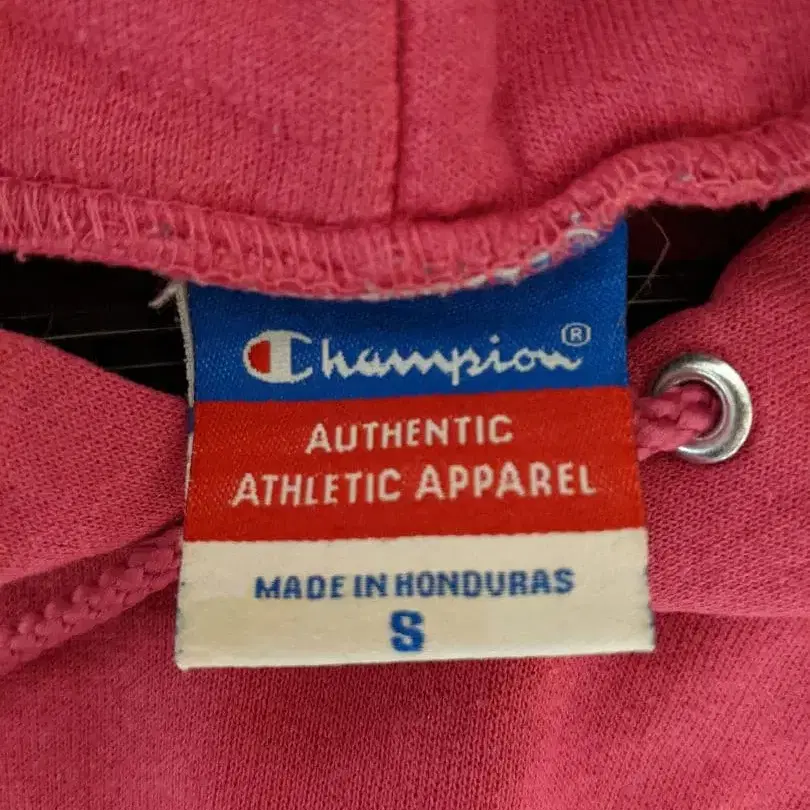 Champion®
AUTHENTIC
ATHLETIC APPAREL
MADE IN HONDURAS
S